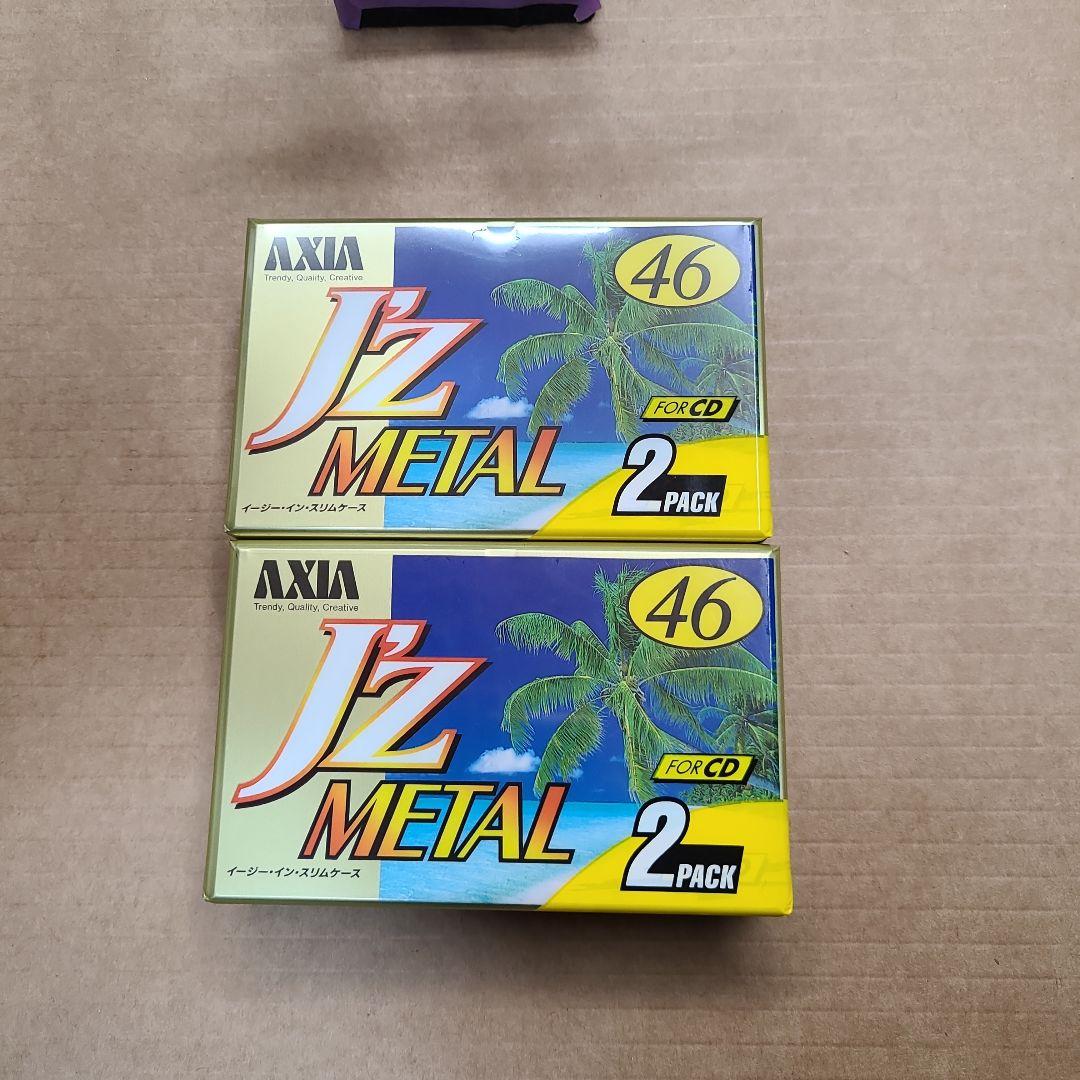 AXIA
Trendy, Quality, Creative
46
J'Z
FOR CD
METAL
2 PACK
イージー・イン・スリムケース
AXIA
Trendy, Quality, Creative
46
J'Z
FOR CD
METAL
2 PACK
イージー・イン・スリムケース